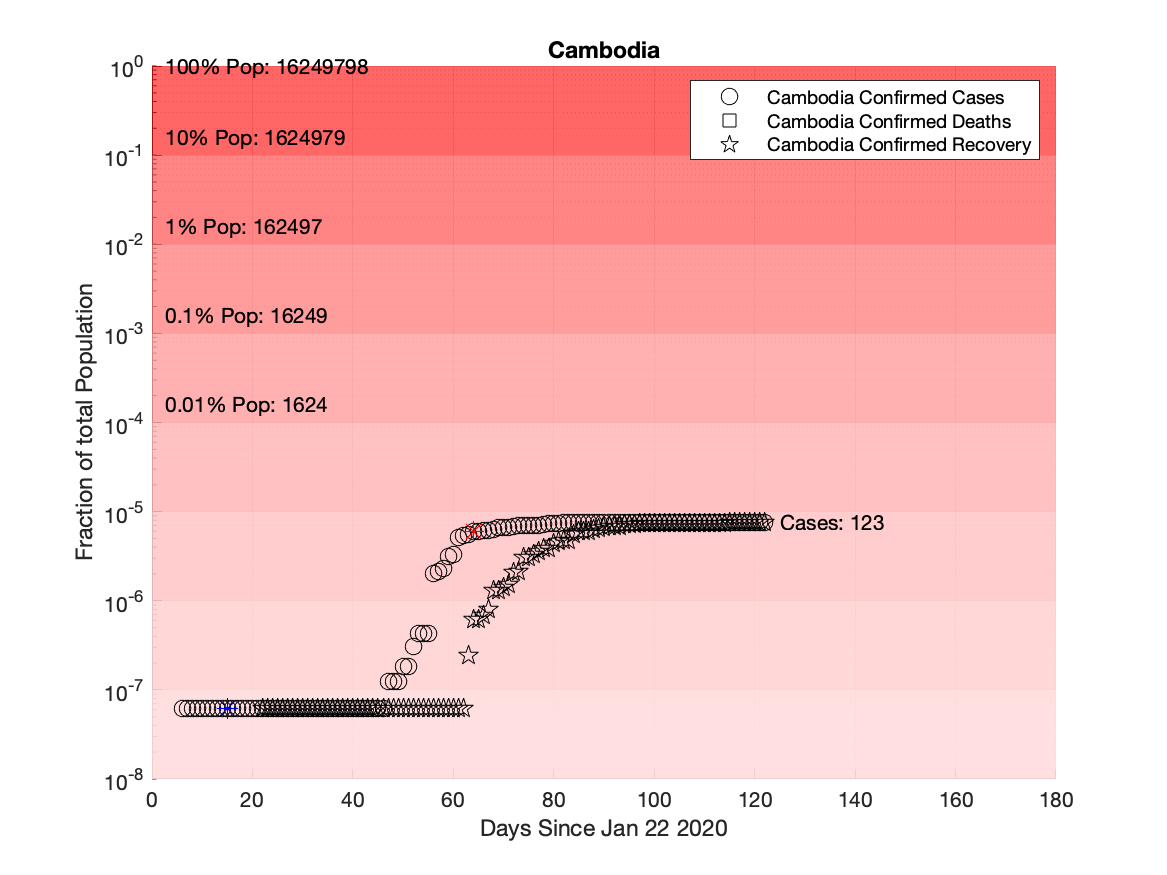 Cambodia
10^0
10^-1
10^-2
10^-3
10^-4
10^-5
10^-6
10^-7
10^-8
Fraction of total Population
100% Pop: 16249798
10% Pop: 1624979
1% Pop: 162497
0.1% Pop: 16249
0.01% Pop: 1624
Cambodia Confirmed Cases
Cambodia Confirmed Deaths
Cambodia Confirmed Recovery
Cases: 123
0 20 40 60 80 100 120 140 160 180
Days Since Jan 22 2020